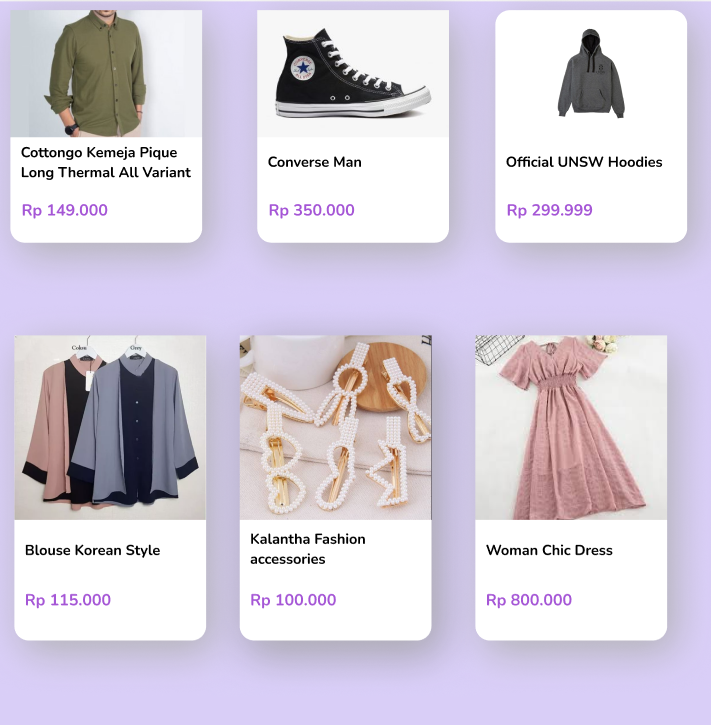 Cottongo Kemeja Pique
Long Thermal All Variant
Rp 149.000
Converse Man
Rp 350.000
Official UNSW Hoodies
Rp 299.999
Grey
Blouse Korean Style
Rp 115.000
Kalantha Fashion
accessories
Rp 100.000
Woman Chic Dress
Rp 800.000